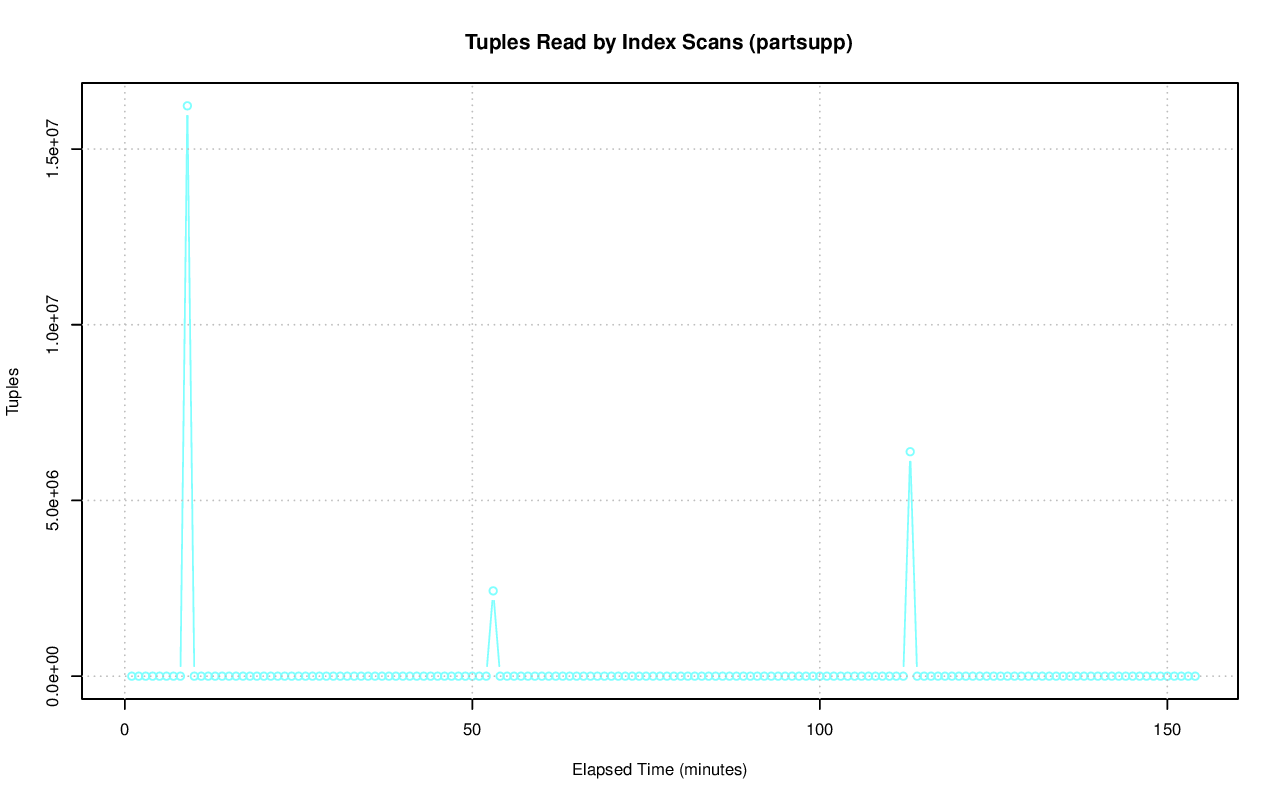 Tuples Read by Index Scans (partsupp)
Tuples
1.5e+07
1.0e+07
5.0e+06
0.0e+00
0 50 100 150
Elapsed Time (minutes)